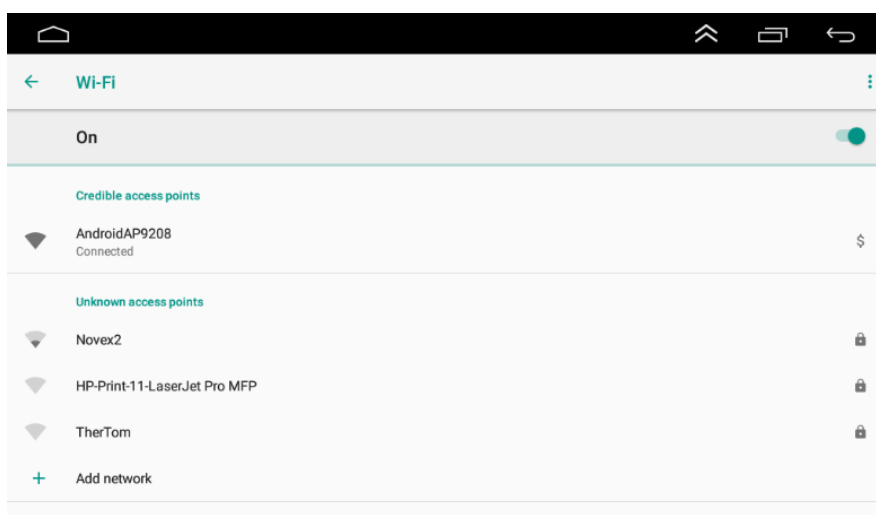 Wi-Fi
On
Credible access points
AndroidAP9208
Connected
$
Unknown access points
Novex2
HP-Print-11-LaserJet Pro MFP
TherTom
+ Add network